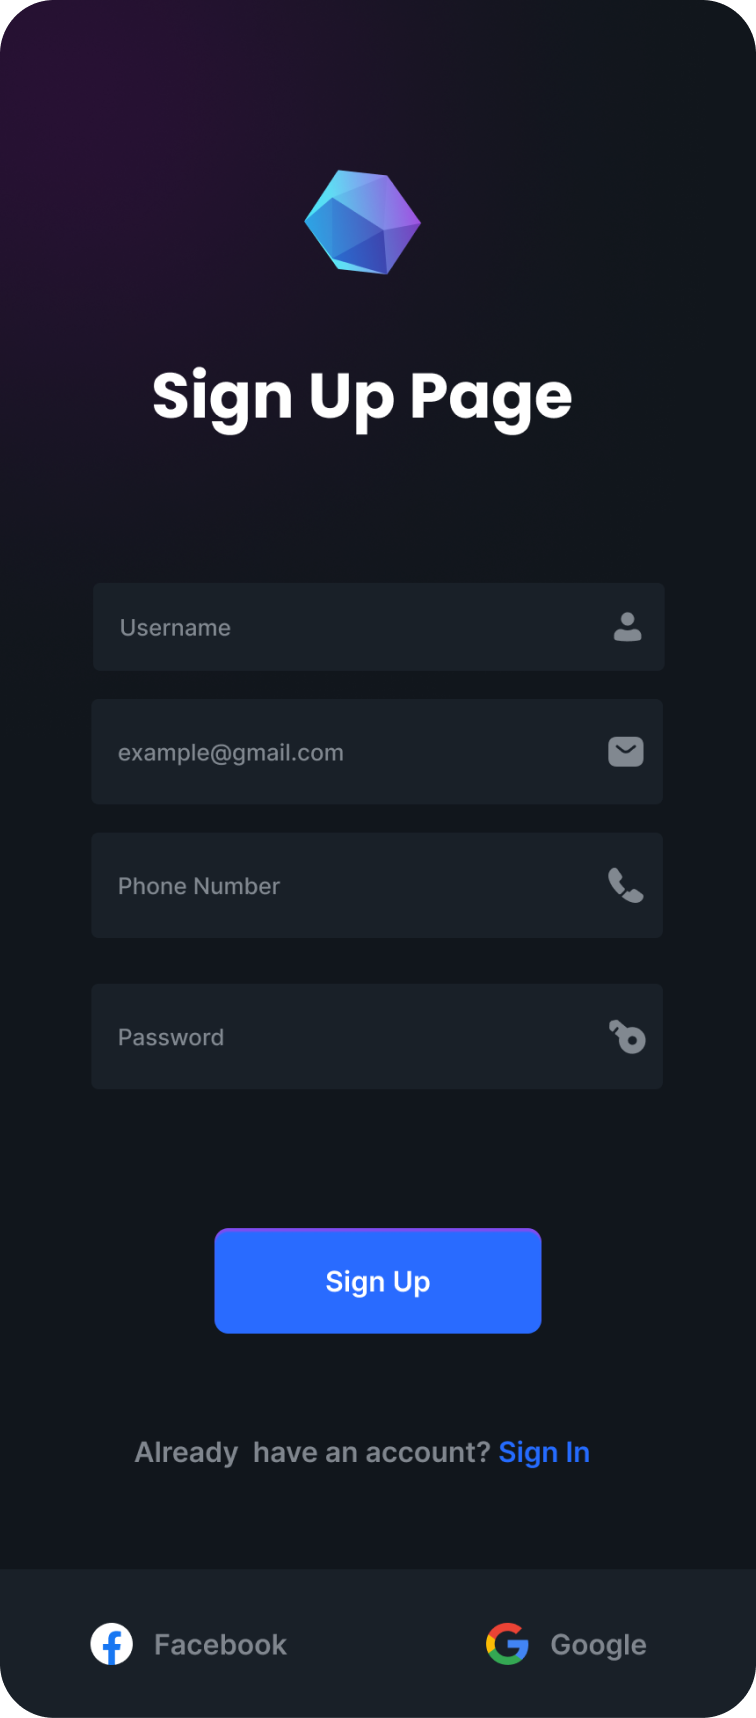 Sign Up Page
Username
example@gmail.com
Phone Number
Password
Sign Up
Already  have an account? Sign In
Facebook
Google